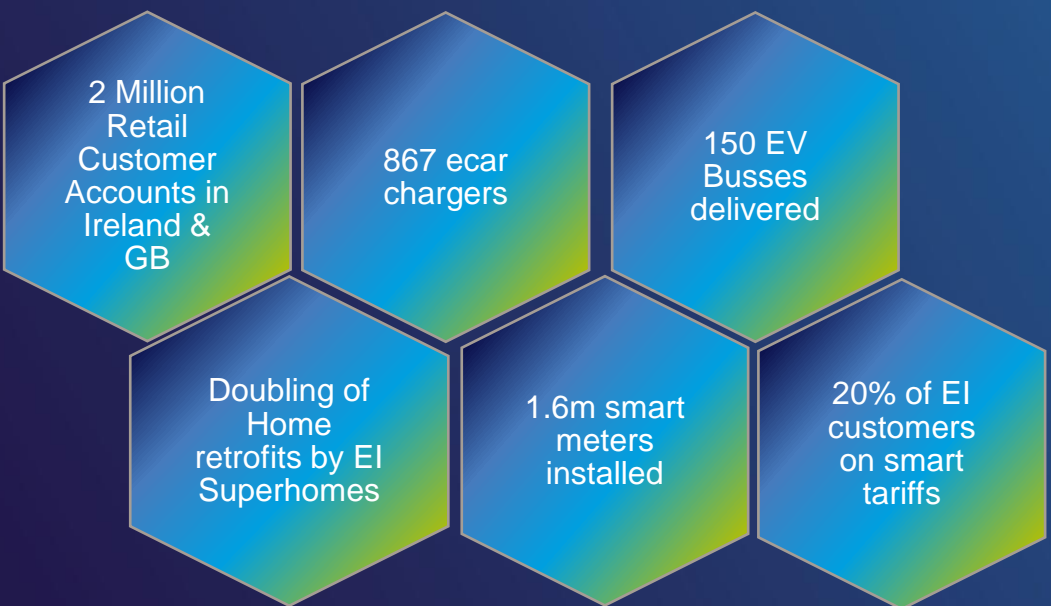 2 Million
Retail
Customer
Accounts in
Ireland &
GB
867 ecar
chargers
150 EV
Busses
delivered
Doubling of
Home
retrofits by EI
Superhomes
1.6m smart
meters
installed
20% of EI
customers
on smart
tariffs